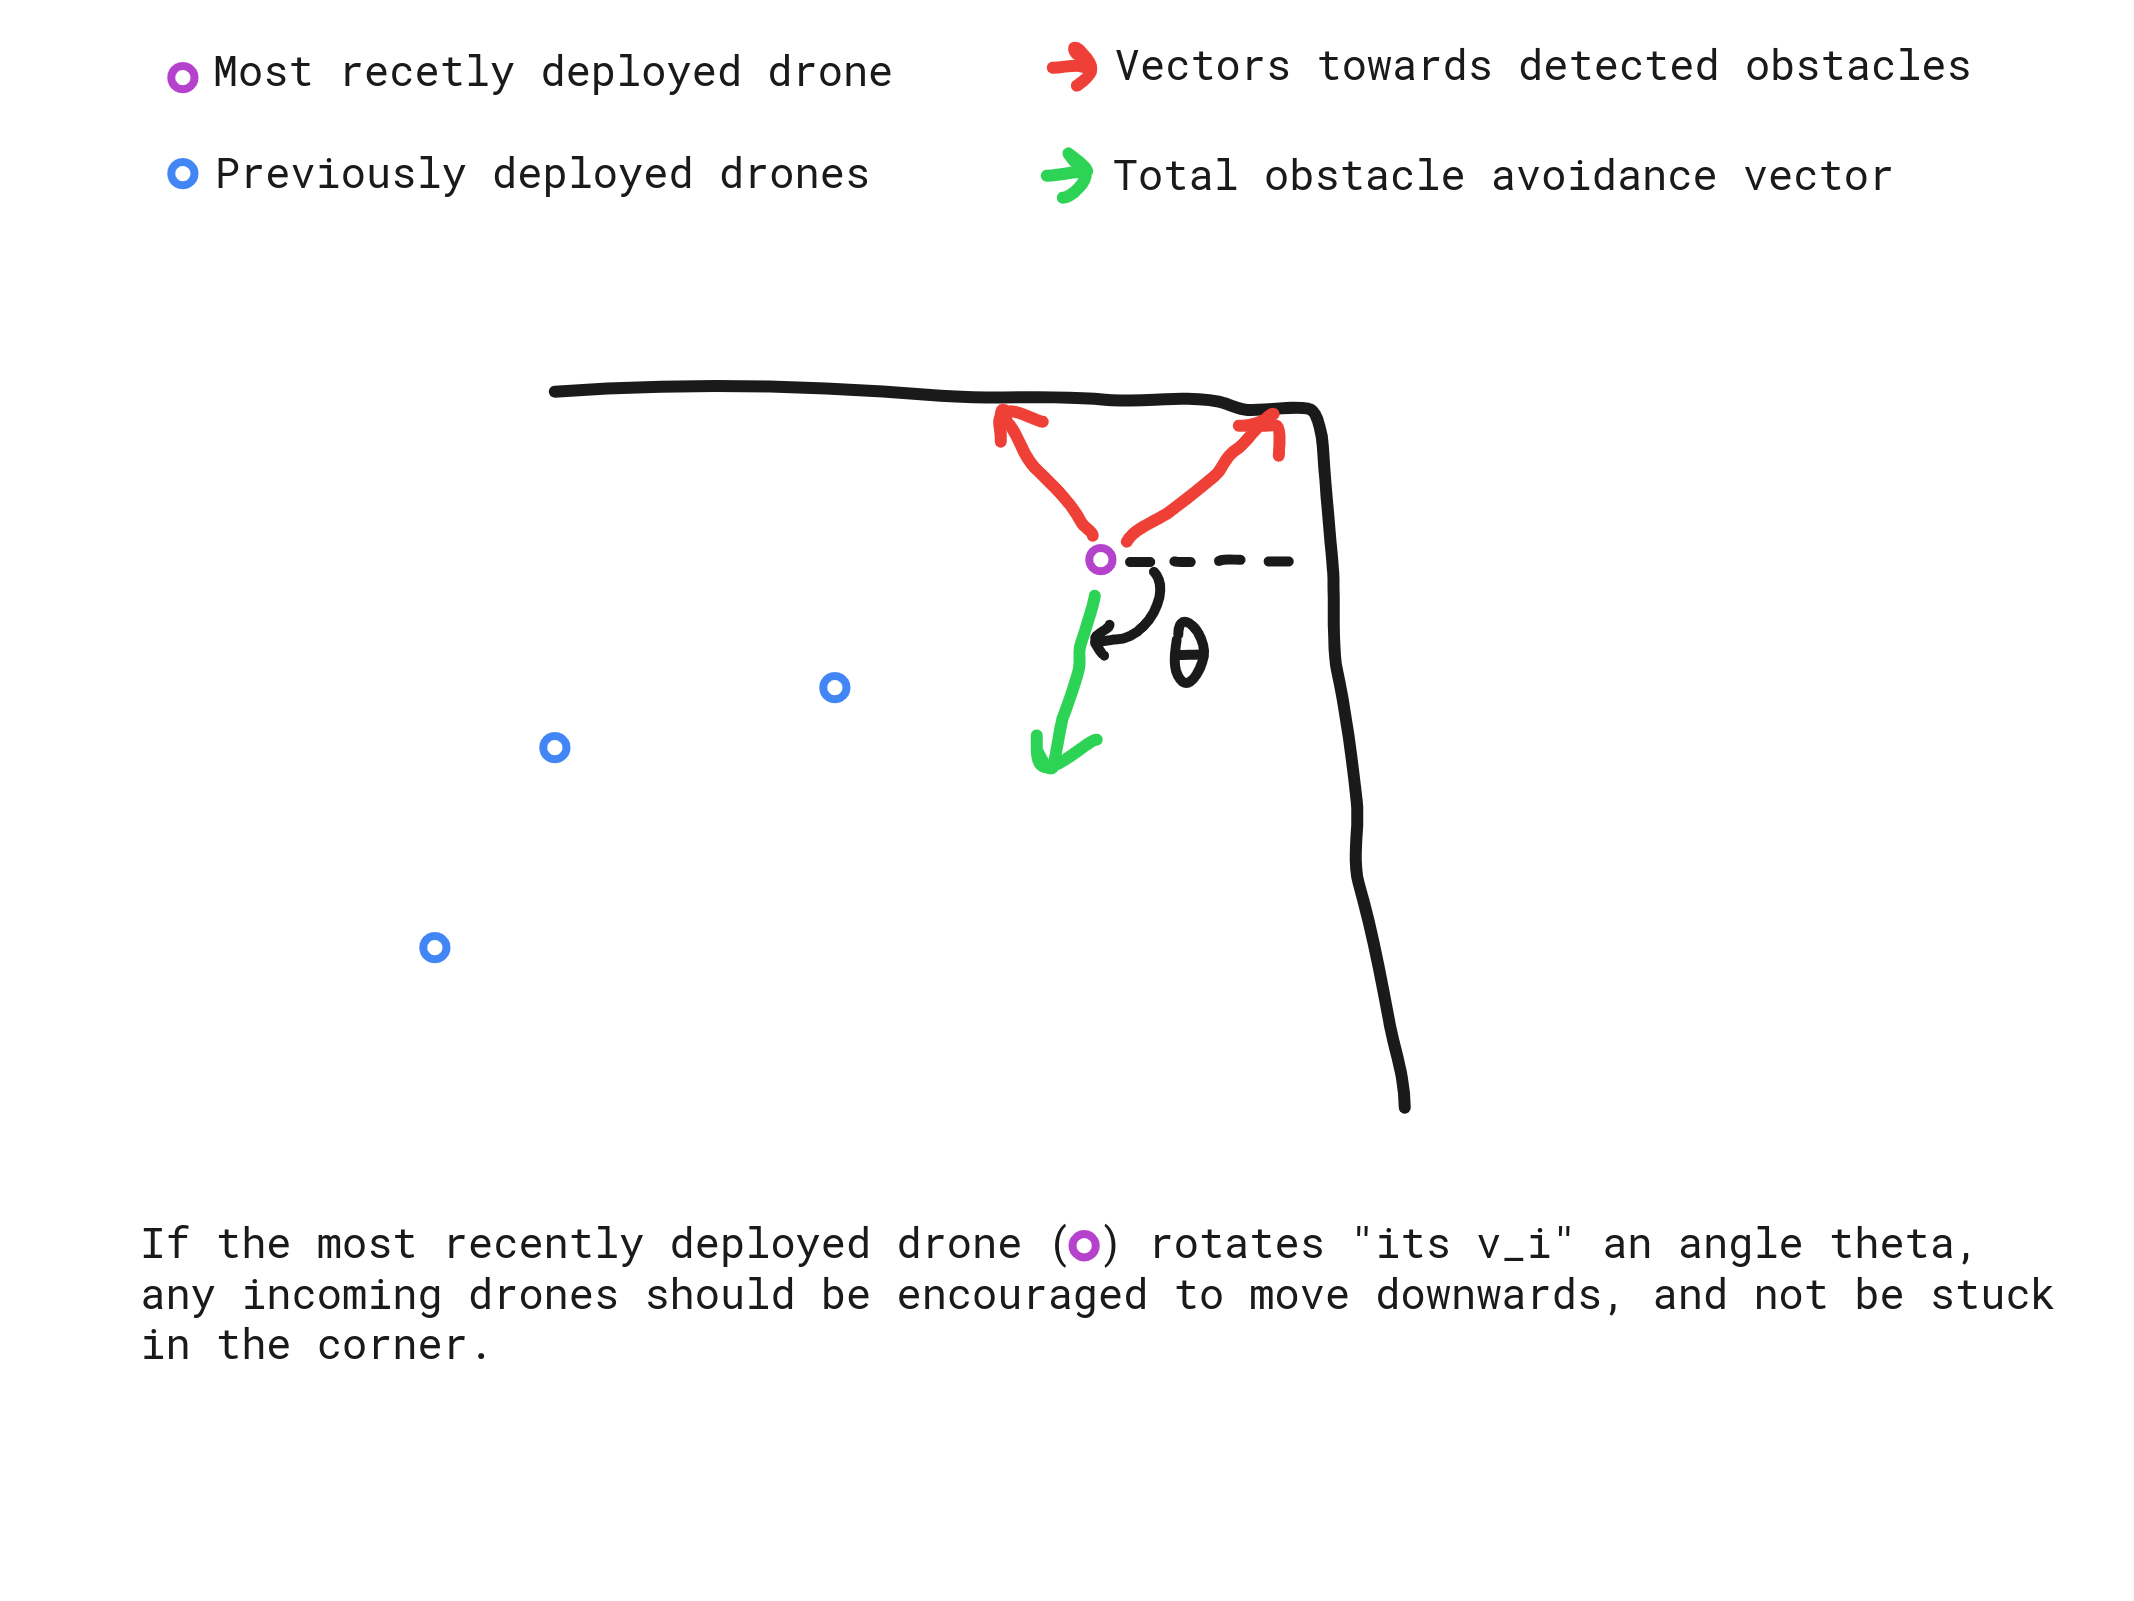 Most recetly deployed drone
Vectors towards detected obstacles
Previously deployed drones
Total obstacle avoidance vector
θ
If the most recently deployed drone () rotates "its v_i" an angle theta,
any incoming drones should be encouraged to move downwards, and not be stuck
in the corner.